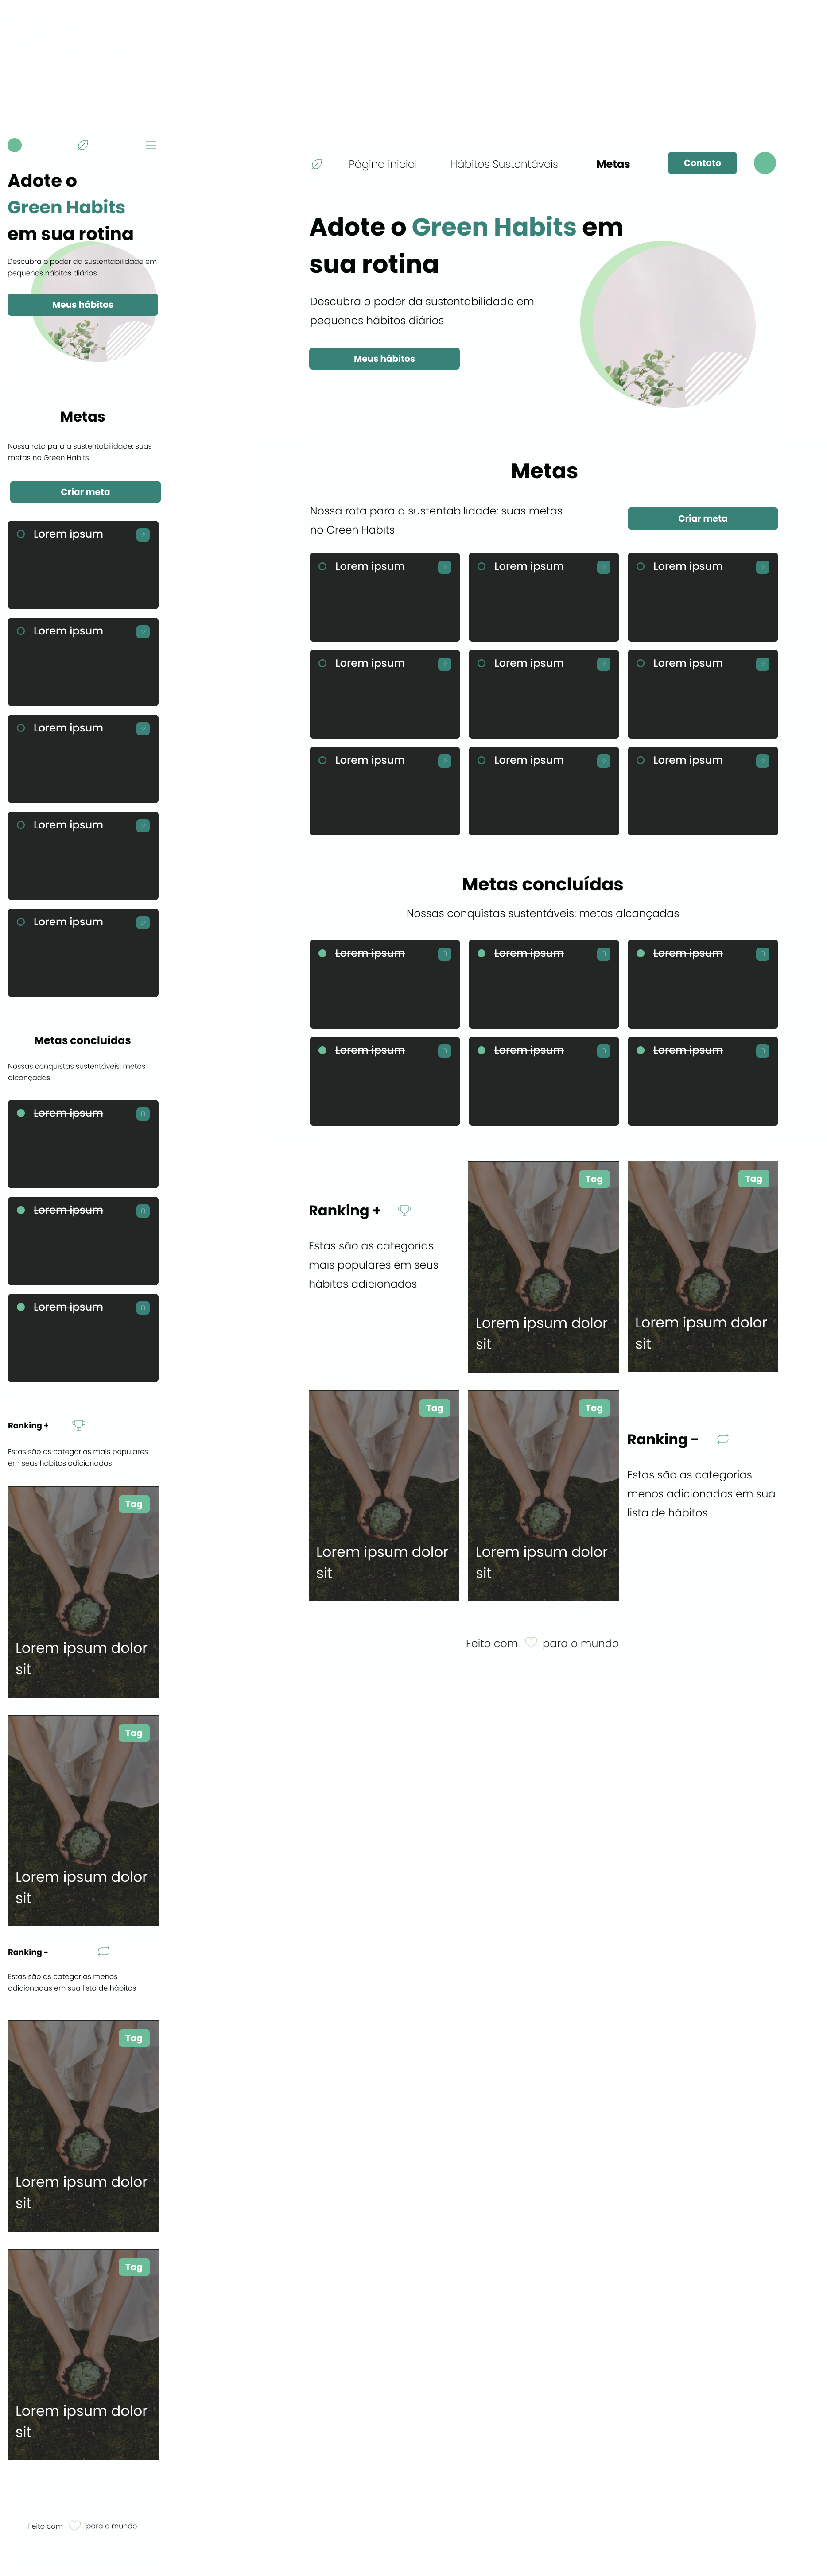 Adote o
Green Habits
em sua rotina
Descubra o poder da sustentabilidade em
pequenos hábitos diários
Meus hábitos
Metas
Nossa rota para a sustentabilidade: suas
metas no Green Habits
Criar meta
Lorem ipsum
Lorem ipsum
Lorem ipsum
Lorem ipsum
Lorem ipsum
Metas concluídas
Nossas conquistas sustentáveis: metas
alcançadas
Lorem ipsum
Lorem ipsum
Lorem ipsum
Ranking +
Estas são as categorias mais populares
em seus hábitos adicionados
Tag
Lorem ipsum dolor
sit
Tag
Lorem ipsum dolor
sit
Ranking -
Estas são as categorias menos
adicionadas em sua lista de hábitos
Tag
Lorem ipsum dolor
sit
Tag
Lorem ipsum dolor
sit
Feito com para o mundo
Página inicial Hábitos Sustentáveis Metas Contato
Adote o Green Habits em
sua rotina
Descubra o poder da sustentabilidade em
pequenos hábitos diários
Meus hábitos
Metas
Nossa rota para a sustentabilidade: suas metas
no Green Habits
Criar meta
Lorem ipsum Lorem ipsum Lorem ipsum
Lorem ipsum Lorem ipsum Lorem ipsum
Lorem ipsum Lorem ipsum Lorem ipsum
Metas concluídas
Nossas conquistas sustentáveis: metas alcançadas
Lorem ipsum Lorem ipsum Lorem ipsum
Lorem ipsum Lorem ipsum Lorem ipsum
Ranking +
Estas são as categorias
mais populares em seus
hábitos adicionados
Tag
Lorem ipsum dolor
sit
Tag
Lorem ipsum dolor
sit
Tag
Lorem ipsum dolor
sit
Tag
Lorem ipsum dolor
sit
Ranking -
Estas são as categorias
menos adicionadas em sua
lista de hábitos
Feito com para o mundo